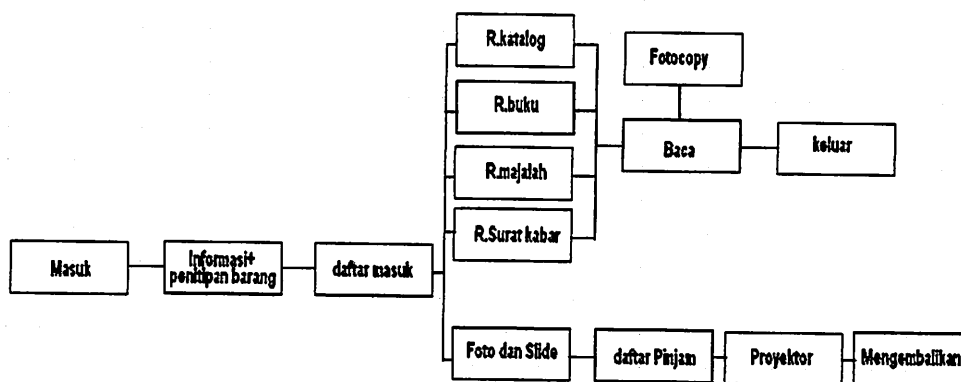 R.katalog
Fotocopy
R.buku
Baca
keluar
R.majalah
R.Surat kabar
Masuk
Informasi+
penitipan barang
daftar masuk
Foto dan Slide
daftar Pinjam
Proyektor
Mengembalikan